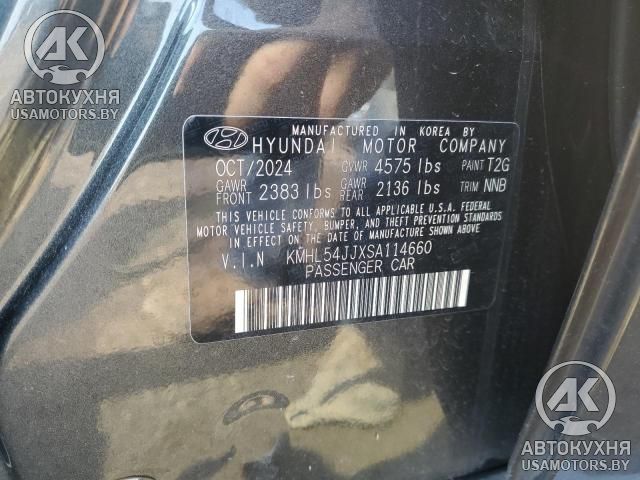 AK
АВТОКУХНЯ
USAMOTORS.BY
MANUFACTURED IN KOREA BY
HYUNDAI MOTOR COMPANY
OCT/2024 GVWR 4575 lbs PAINT T2G
GAWR FRONT 2383 lbs GAWR REAR 2136 lbs TRIM NNB
THIS VEHICLE CONFORMS TO ALL APPLICABLE U.S.A. FEDERAL
MOTOR VEHICLE SAFETY, BUMPER, AND THEFT PREVENTION STANDARDS
IN EFFECT ON THE DATE OF MANUFACTURE SHOWN ABOVE.
V.I.N KMHL54JJXSA114660
PASSENGER CAR
AK
АВТОКУХНЯ
USAMOTORS.BY